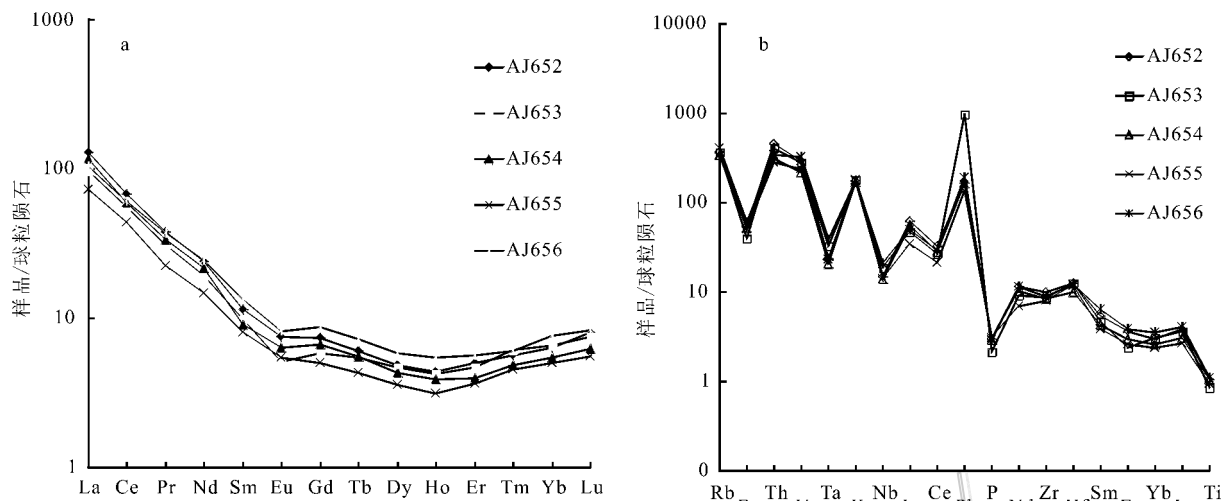 a
1000
100
10
1
样品/球粒陨石
AJ652
AJ653
AJ654
AJ655
AJ656
La Ce Pr Nd Sm Eu Gd Tb Dy Ho Er Tm Yb Lu
b
10000
1000
100
10
1
0
样品/球粒陨石
AJ652
AJ653
AJ654
AJ655
AJ656
Rb Th Ta Nb Ce P Zr Sm Yb Ti